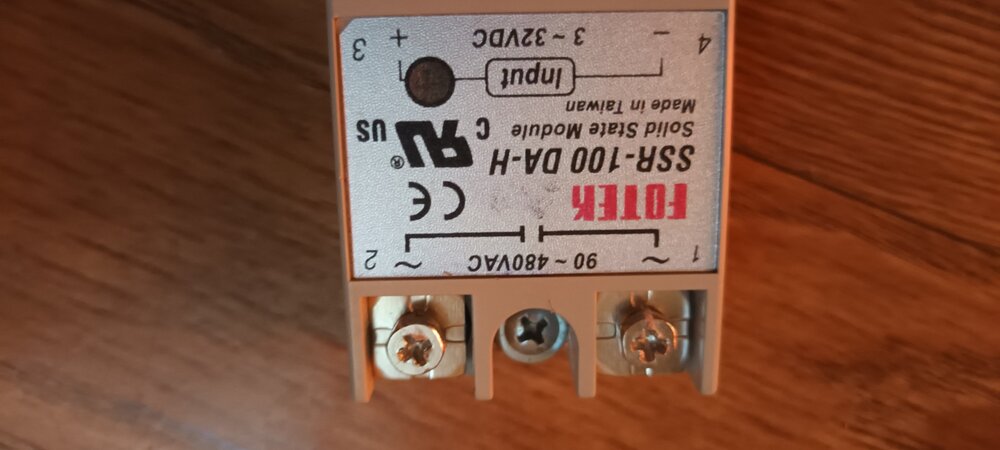 1 90 ~ 480VAC 2
~ ~
FOTEK CE
SSR-100 DA-H
Solid State Module
Made in Taiwan
C RU ® US
Input
4 − 3 ~ 32VDC + 3